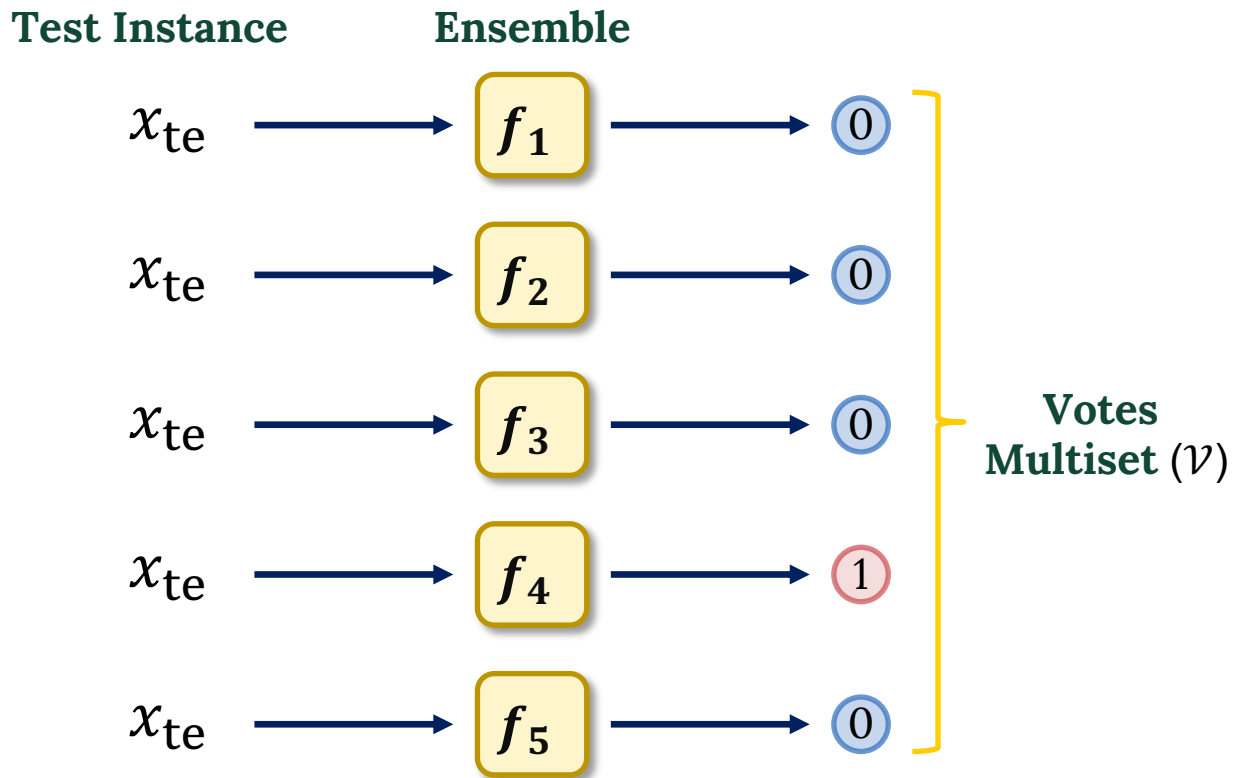 Test Instance Ensemble
x_te f_1 0
x_te f_2 0
x_te f_3 0
Votes
Multiset (𝒱)
x_te f_4 1
x_te f_5 0